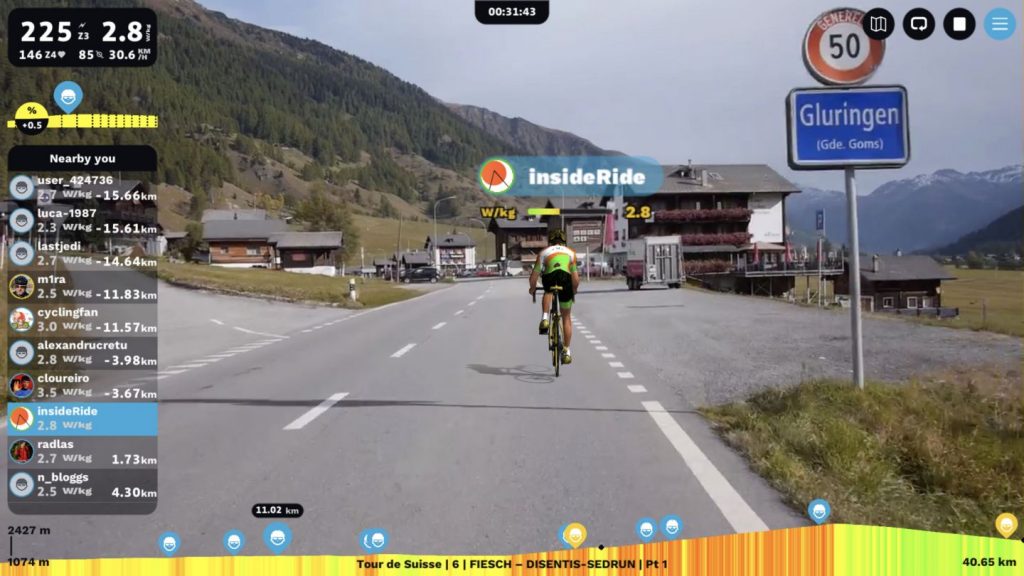 00:31:43
225 Z3 2.8 W/KG
146 Z4 85 30.6 KM/H
%
+0.5
GENERELL
50
Gluringen
(Gde. Goms)
insideRide
W/kg 2.8
Nearby you
user_424736
2.7 W/kg -15.66km
luca-1987
2.3 W/kg -15.61km
lastjedi
2.7 W/kg -14.64km
m1ra
2.5 W/kg -11.83km
cyclingfan
3.0 W/kg -11.57km
alexandrucretu
2.8 W/kg -3.98km
cloureiro
3.5 W/kg -3.67km
insideRide
2.8 W/kg
radlas
2.7 W/kg 1.73km
n_bloggs
2.5 W/kg 4.30km
11.02 km
2427 m
1074 m
Tour de Suisse | 6 | FIESCH – DISENTIS-SEDRUN | Pt 1
40.65 km